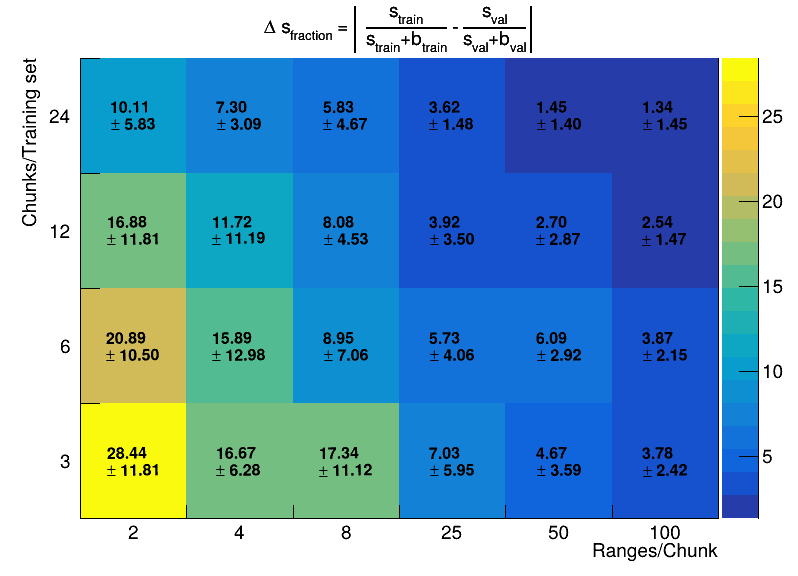 Δ s_fraction = | s_train / s_train+b_train - s_val / s_val+b_val |
Chunks/Training set
24
10.11 7.30 5.83 3.62 1.45 1.34
± 5.83 ± 3.09 ± 4.67 ± 1.48 ± 1.40 ± 1.45
12
16.88 11.72 8.08 3.92 2.70 2.54
± 11.81 ± 11.19 ± 4.53 ± 3.50 ± 2.87 ± 1.47
6
20.89 15.89 8.95 5.73 6.09 3.87
± 10.50 ± 12.98 ± 7.06 ± 4.06 ± 2.92 ± 2.15
3
28.44 16.67 17.34 7.03 4.67 3.78
± 11.81 ± 6.28 ± 11.12 ± 5.95 ± 3.59 ± 2.42
2 4 8 25 50 100
Ranges/Chunk
25
20
15
10
5